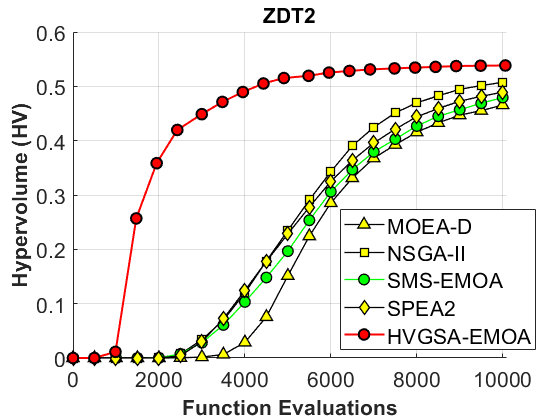 ZDT2
Hypervolume (HV)
0.6
0.5
0.4
0.3
0.2
0.1
0
0 2000 4000 6000 8000 10000
Function Evaluations
MOEA-D
NSGA-II
SMS-EMOA
SPEA2
HVGSA-EMOA